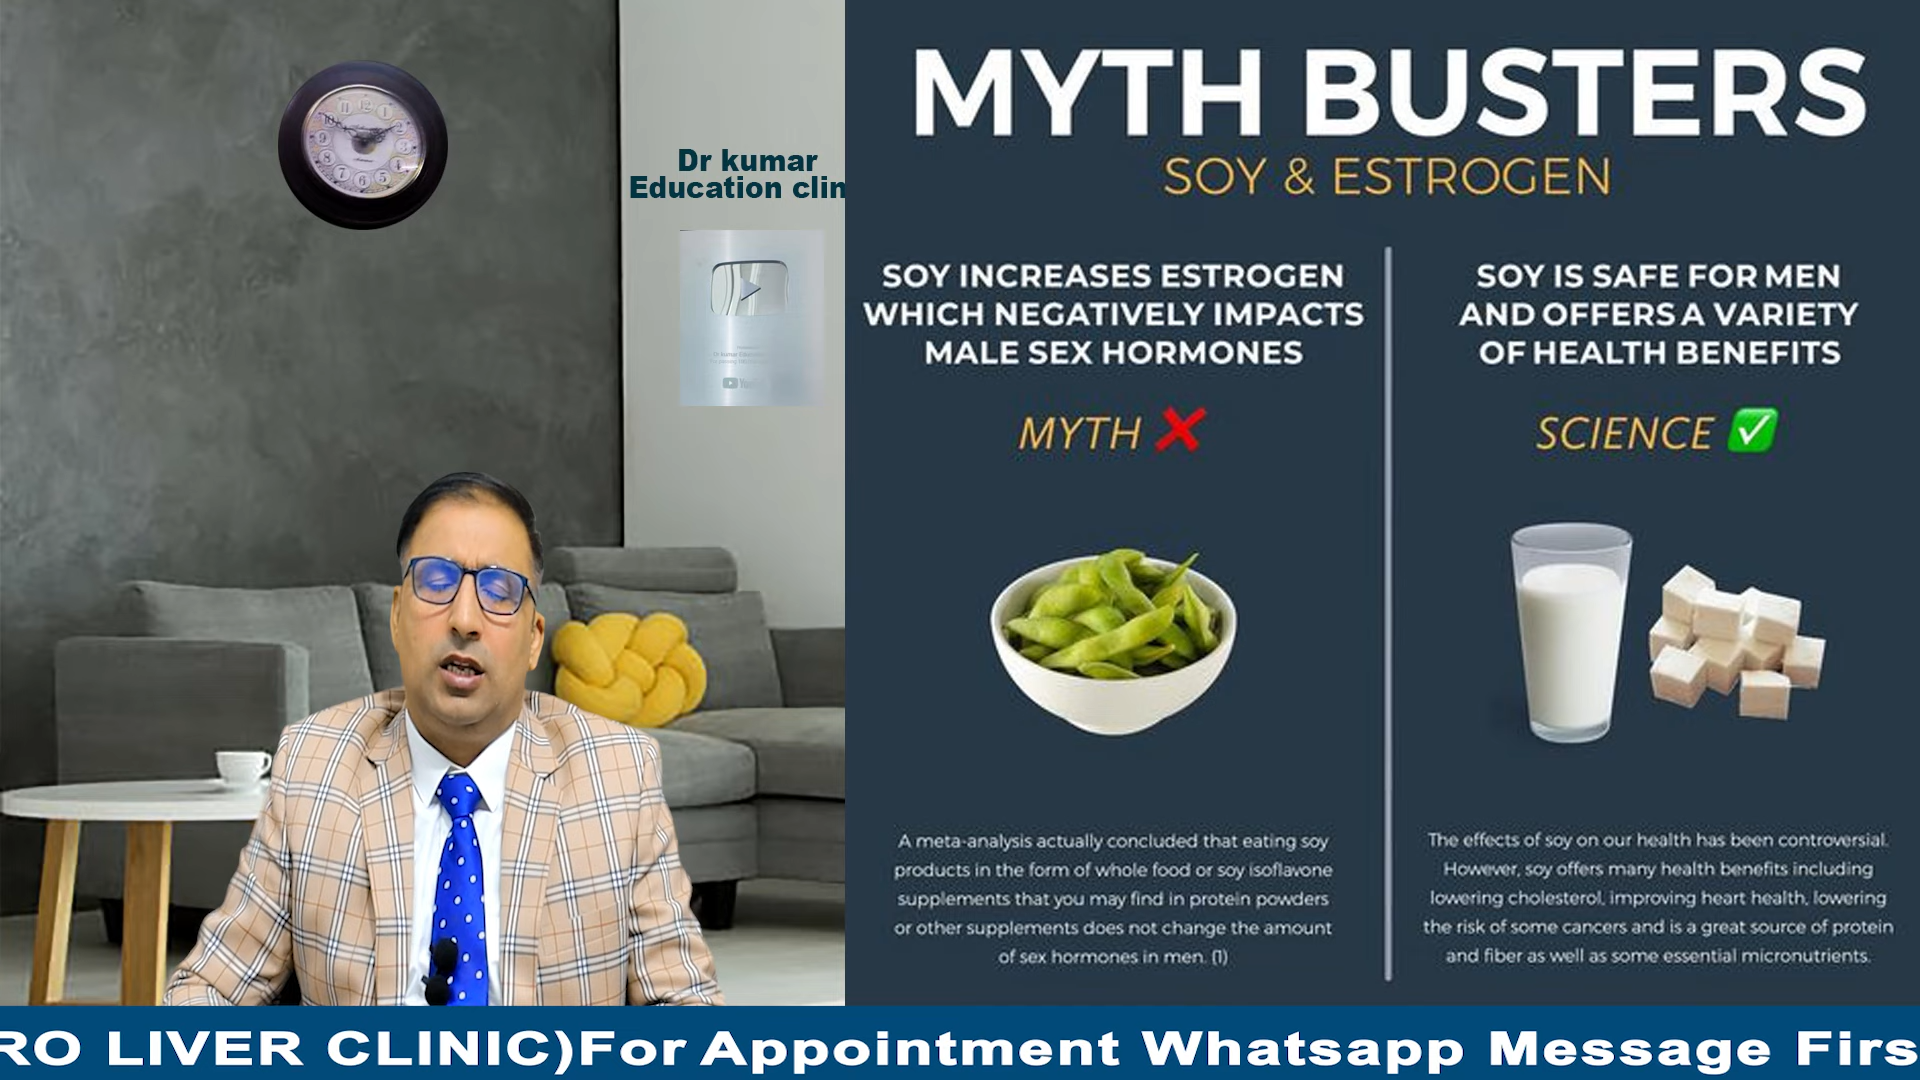 Dr kumar
Education clin
YouTube
MYTH BUSTERS
SOY & ESTROGEN
SOY INCREASES ESTROGEN
WHICH NEGATIVELY IMPACTS
MALE SEX HORMONES
MYTH ❌
A meta-analysis actually concluded that eating soy
products in the form of whole food or soy isoflavone
supplements that you may find in protein powders
or other supplements does not change the amount
of sex hormones in men. (1)
SOY IS SAFE FOR MEN
AND OFFERS A VARIETY
OF HEALTH BENEFITS
SCIENCE ✅
The effects of soy on our health has been controversial.
However, soy offers many health benefits including
lowering cholesterol, improving heart health, lowering
the risk of some cancers and is a great source of protein
and fiber as well as some essential micronutrients.
RO LIVER CLINIC)For Appointment Whatsapp Message Firs